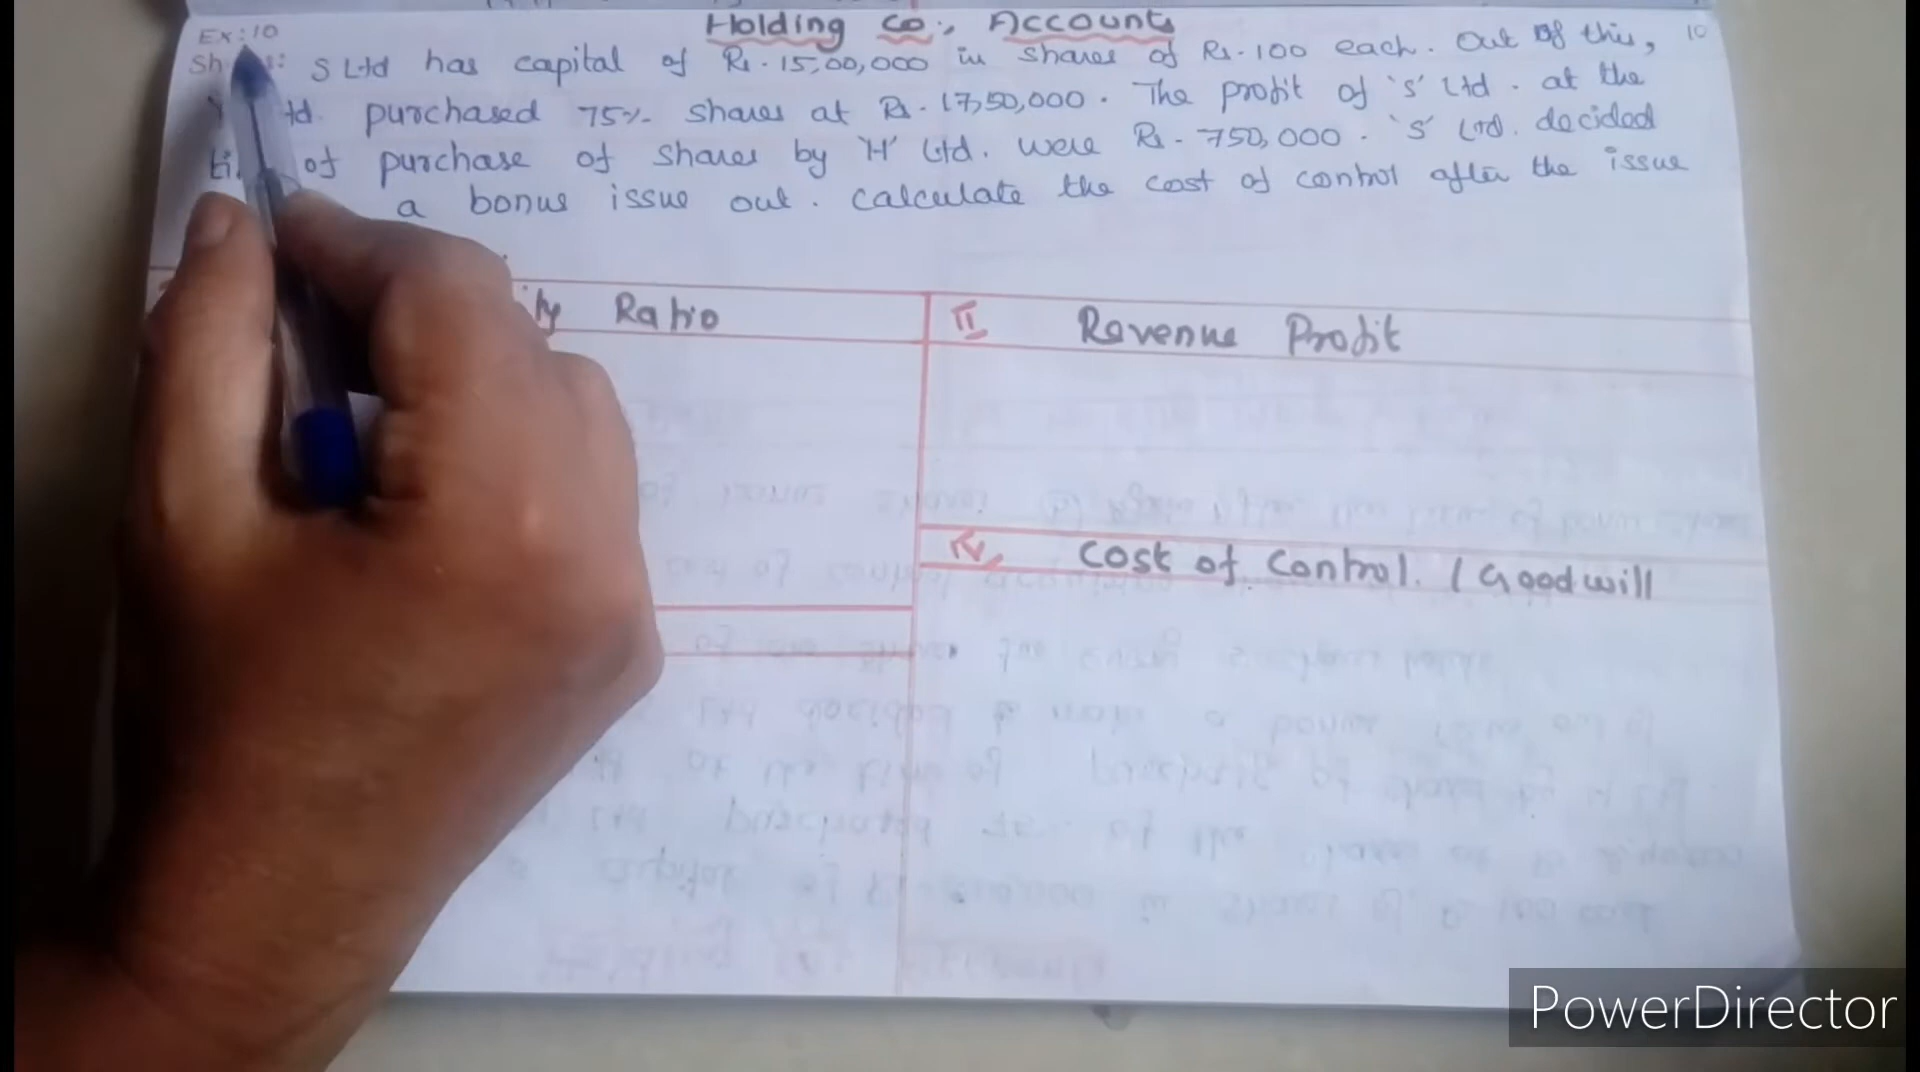 Holding Co., Accounts
Ex:10
10
S Ltd has capital of Rs. 15,00,000 in shares of Rs. 100 each. Out of this,
purchased 75% shares at Rs. 17,50,000. The profit of 'S' Ltd. at the
of purchase of shares by 'H' Ltd. were Rs. 750,000. 'S' Ltd. decided
a bonus issue out. calculate the cost of control after the issue
Ratio
II Revenue Profit
IV Cost of Control. / Goodwill
PowerDirector